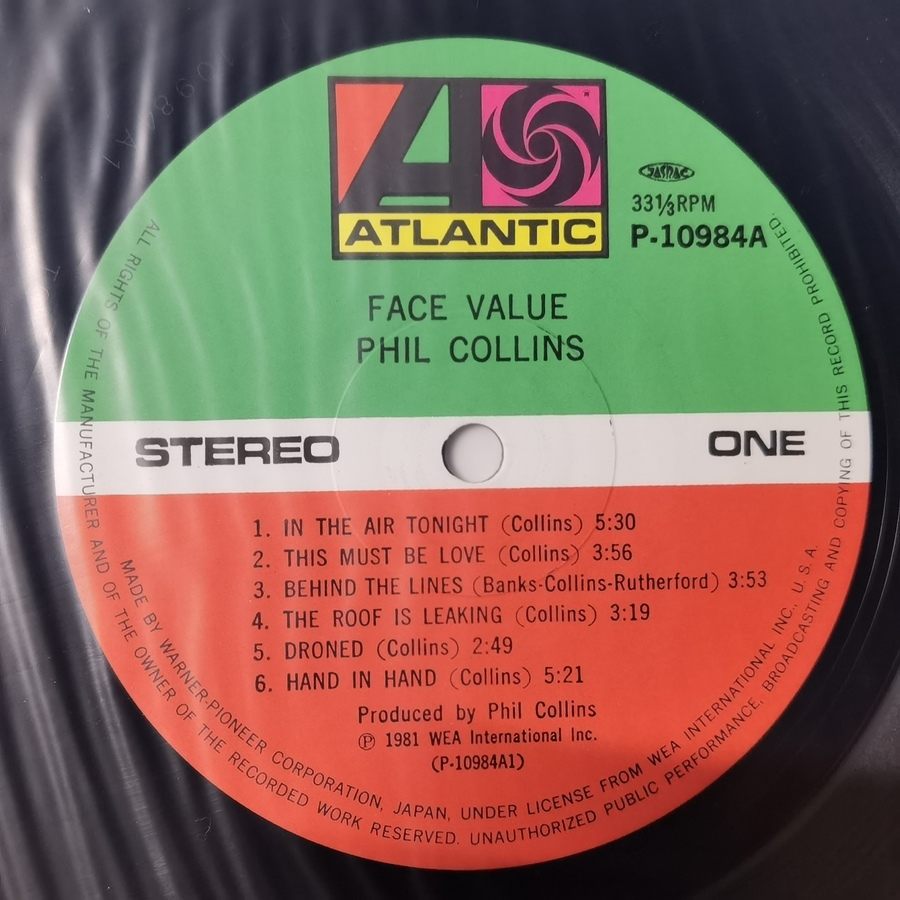 ATLANTIC
JASRAC
33 1/3 RPM
P-10984A
FACE VALUE
PHIL COLLINS
STEREO
ONE
1. IN THE AIR TONIGHT (Collins) 5:30
2. THIS MUST BE LOVE (Collins) 3:56
3. BEHIND THE LINES (Banks-Collins-Rutherford) 3:53
4. THE ROOF IS LEAKING (Collins) 3:19
5. DRONED (Collins) 2:49
6. HAND IN HAND (Collins) 5:21
Produced by Phil Collins
℗ 1981 WEA International Inc.
(P-10984A1)
MADE BY WARNER-PIONEER CORPORATION, JAPAN, UNDER LICENSE FROM WEA INTERNATIONAL INC., U.S.A.
ALL RIGHTS OF THE MANUFACTURER AND OF THE OWNER OF THE RECORDED WORK RESERVED. UNAUTHORIZED PUBLIC PERFORMANCE, BROADCASTING AND COPYING OF THIS RECORD PROHIBITED.